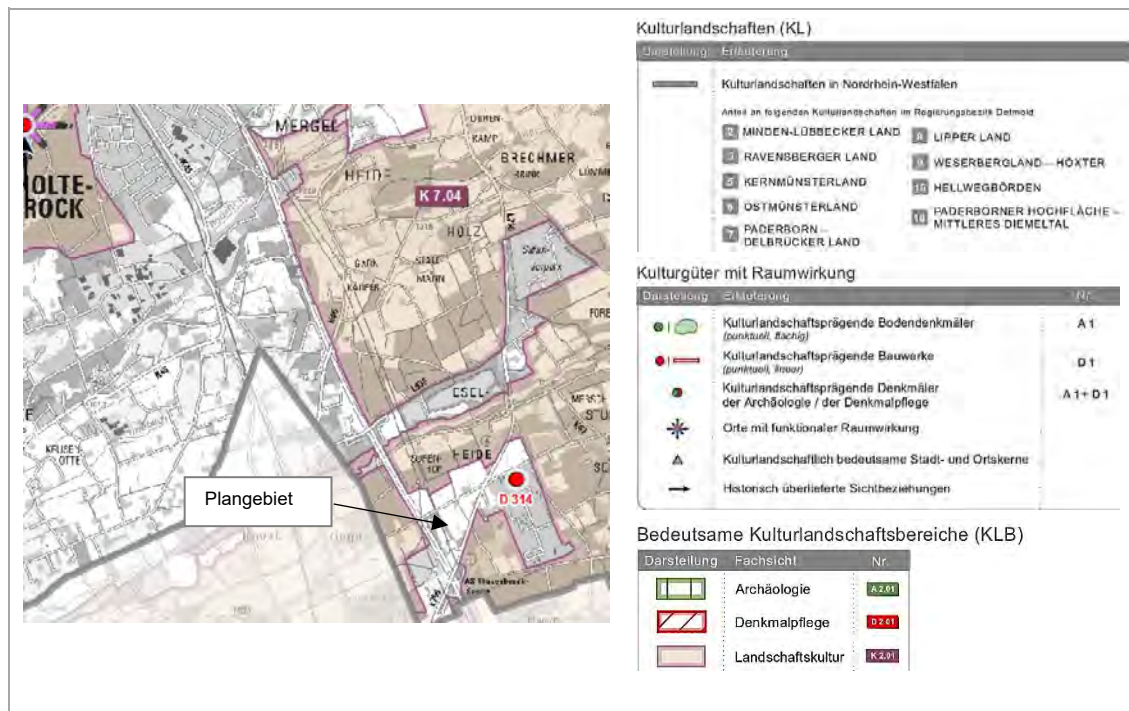 MERGEL
HEIDE
K 7.04
BRECHMER
HOLTE-
BROCK
HOLZ
GARN
KÄMPER
ESEL-
HEIDE
D 314
Plangebiet
Kulturlandschaften (KL)
Darstellung Erläuterung
Kulturlandschaften in Nordrhein-Westfalen
Anteil an folgenden Kulturlandschaften im Regierungsbezirk Detmold
2 MINDEN-LÜBBECKER LAND
3 RAVENSBERGER LAND
5 KERNMÜNSTERLAND
6 OSTMÜNSTERLAND
7 PADERBORN –
DELBRÜCKER LAND
8 LIPPER LAND
9 WESERBERGLAND – HÖXTER
15 HELLWEGBÖRDEN
PADERBORNER HOCHFLÄCHE –
MITTLERES DIEMELTAL
Kulturgüter mit Raumwirkung
Darstellung Erläuterung Nr.
Kulturlandschaftsprägende Bodendenkmäler A 1
(punktuell, flächig)
Kulturlandschaftsprägende Bauwerke D 1
(punktuell, linear)
Kulturlandschaftsprägende Denkmäler
der Archäologie / der Denkmalpflege A 1+ D 1
Orte mit funktionaler Raumwirkung
Kulturlandschaftlich bedeutsame Stadt- und Ortskerne
Historisch überlieferte Sichtbeziehungen
Bedeutsame Kulturlandschaftsbereiche (KLB)
Darstellung Fachsicht Nr.
Archäologie A 2.01
Denkmalpflege D 2.01
Landschaftskultur K 2.01